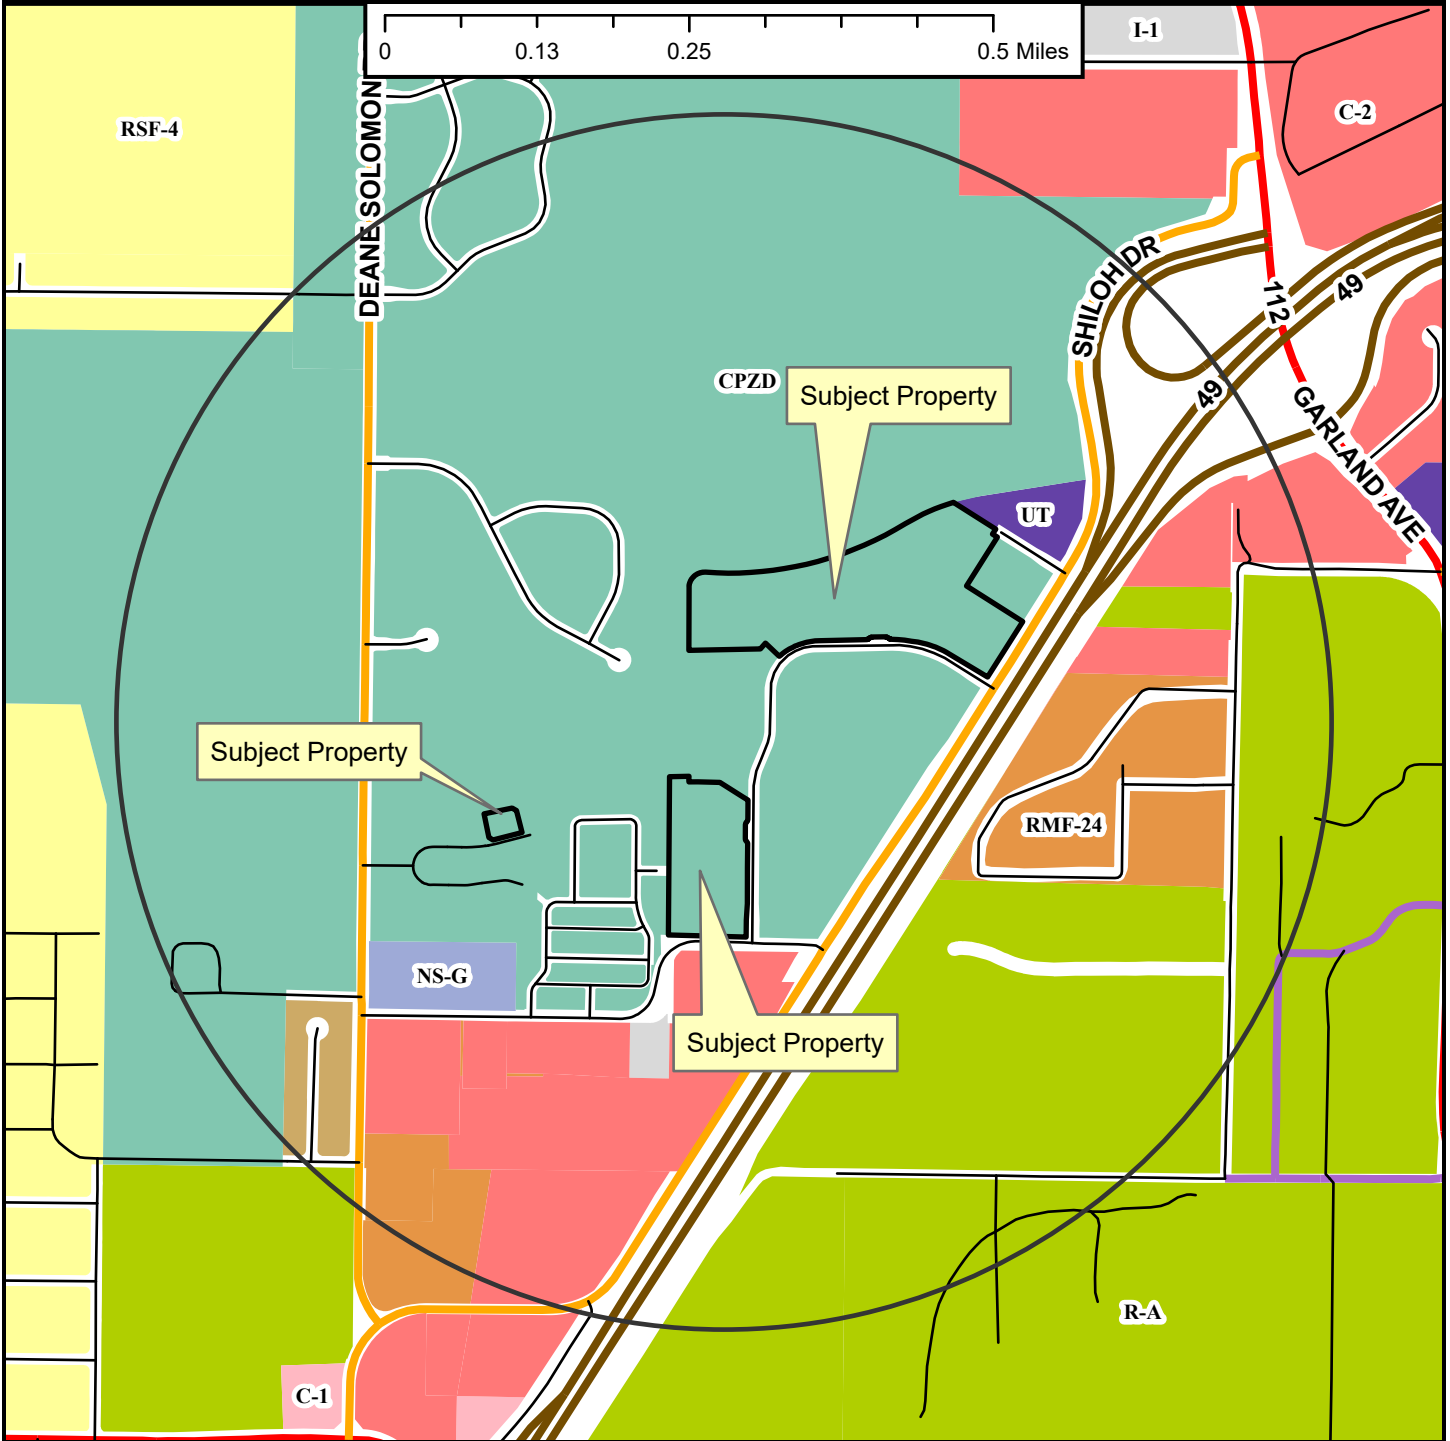 0 0.13 0.25 0.5 Miles
I-1
C-2
RSF-4
DEANE SOLOMON
SHILOH DR
112
49
49
GARLAND AVE
CPZD
Subject Property
UT
Subject Property
RMF-24
NS-G
Subject Property
R-A
C-1